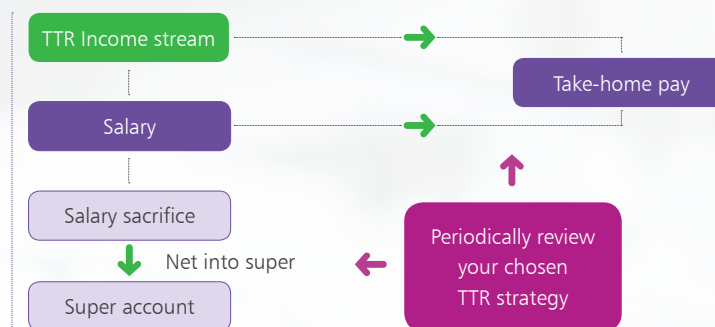 TTR Income stream
Take-home pay
Salary
Salary sacrifice
Net into super
Super account
Periodically review
your chosen
TTR strategy